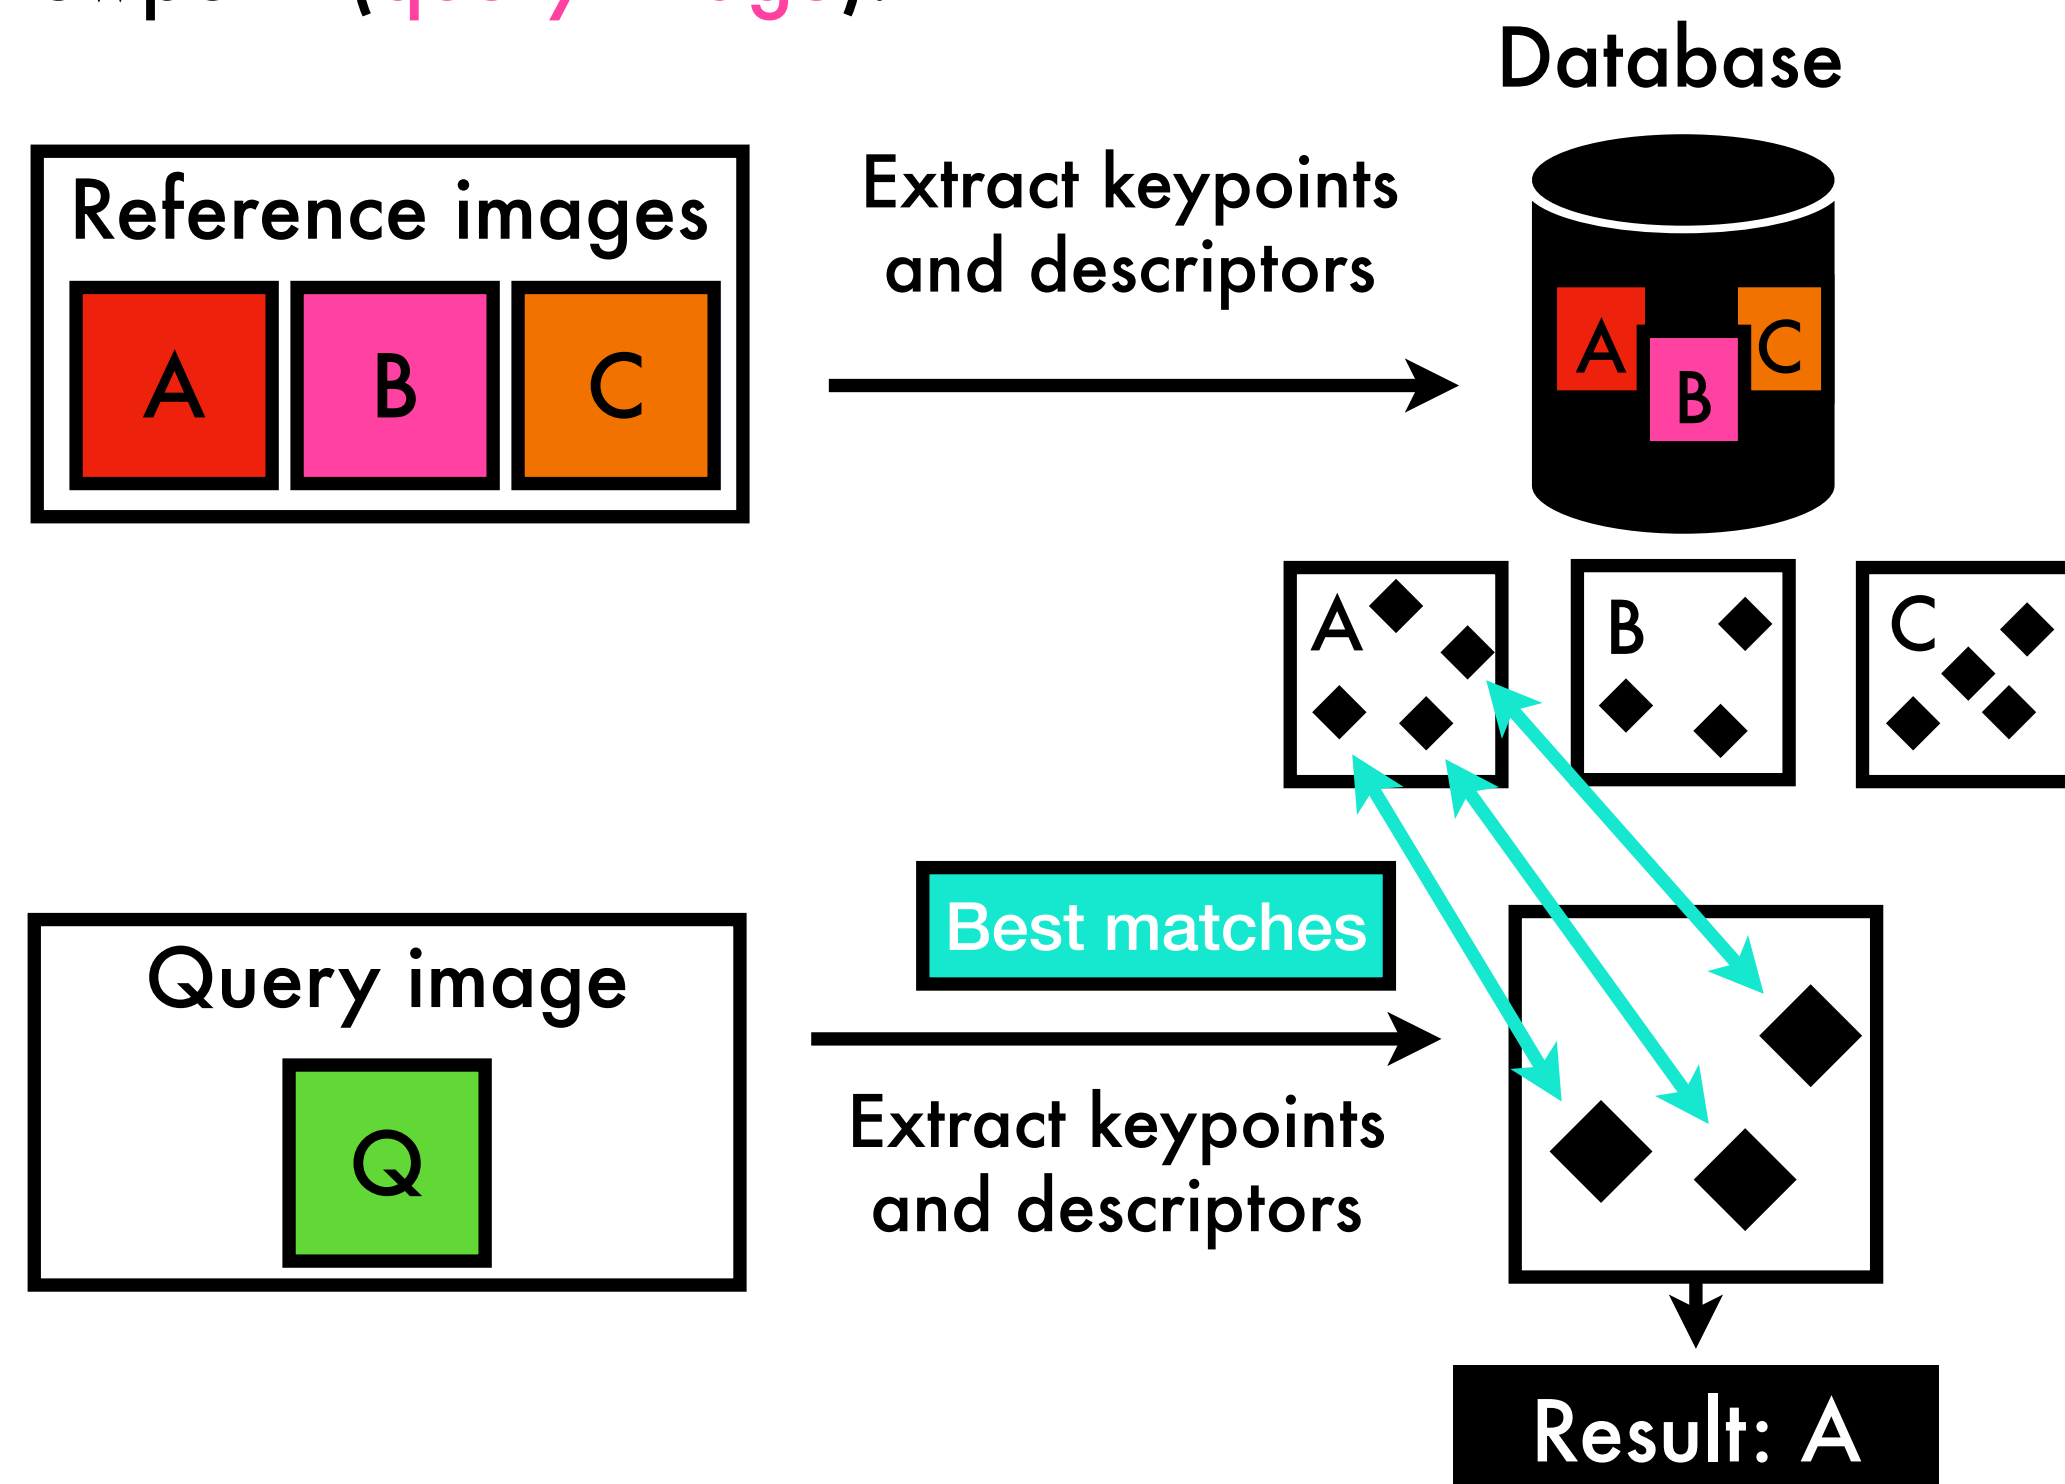 Database
Reference images
A B C
Extract keypoints
and descriptors
A
B
C
A
B
C
Best matches
Query image
Q
Extract keypoints
and descriptors
Result: A